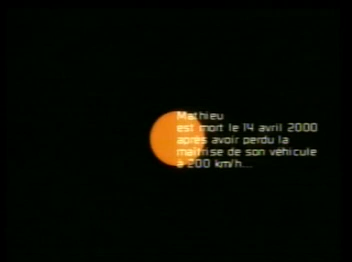 Mathieu
est mort le 14 avril 2000
après avoir perdu la
maîtrise de son véhicule
à 200 km/h...